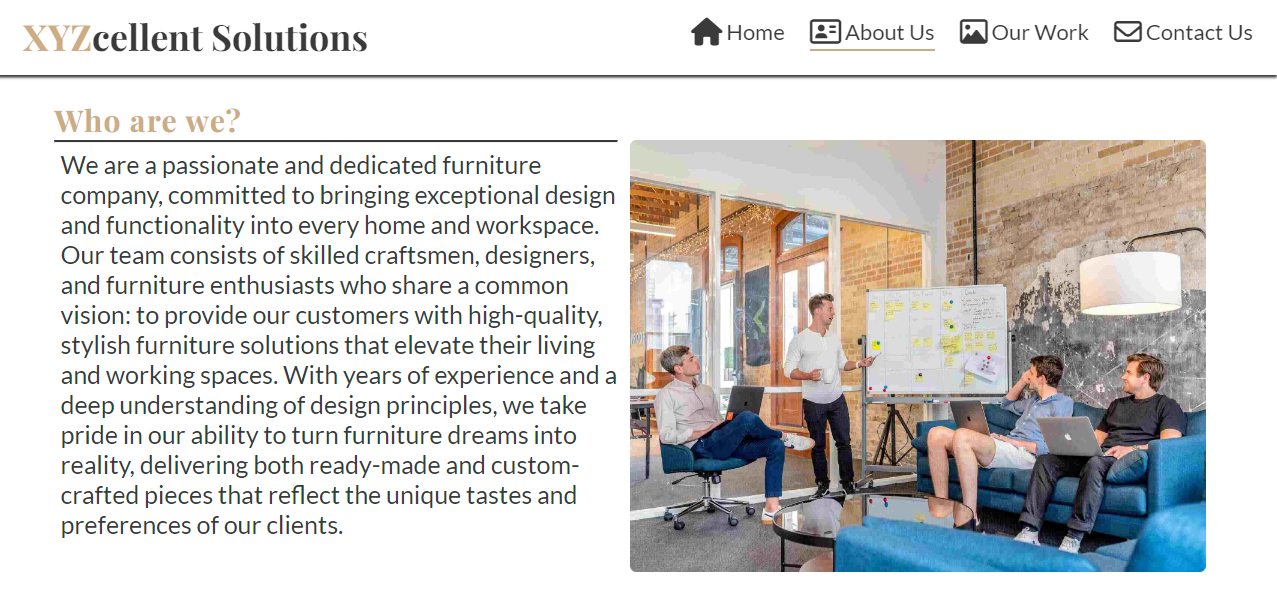 XYZcellent Solutions
Home
About Us
Our Work
Contact Us
Who are we?
We are a passionate and dedicated furniture
company, committed to bringing exceptional design
and functionality into every home and workspace.
Our team consists of skilled craftsmen, designers,
and furniture enthusiasts who share a common
vision: to provide our customers with high-quality,
stylish furniture solutions that elevate their living
and working spaces. With years of experience and a
deep understanding of design principles, we take
pride in our ability to turn furniture dreams into
reality, delivering both ready-made and custom-
crafted pieces that reflect the unique tastes and
preferences of our clients.